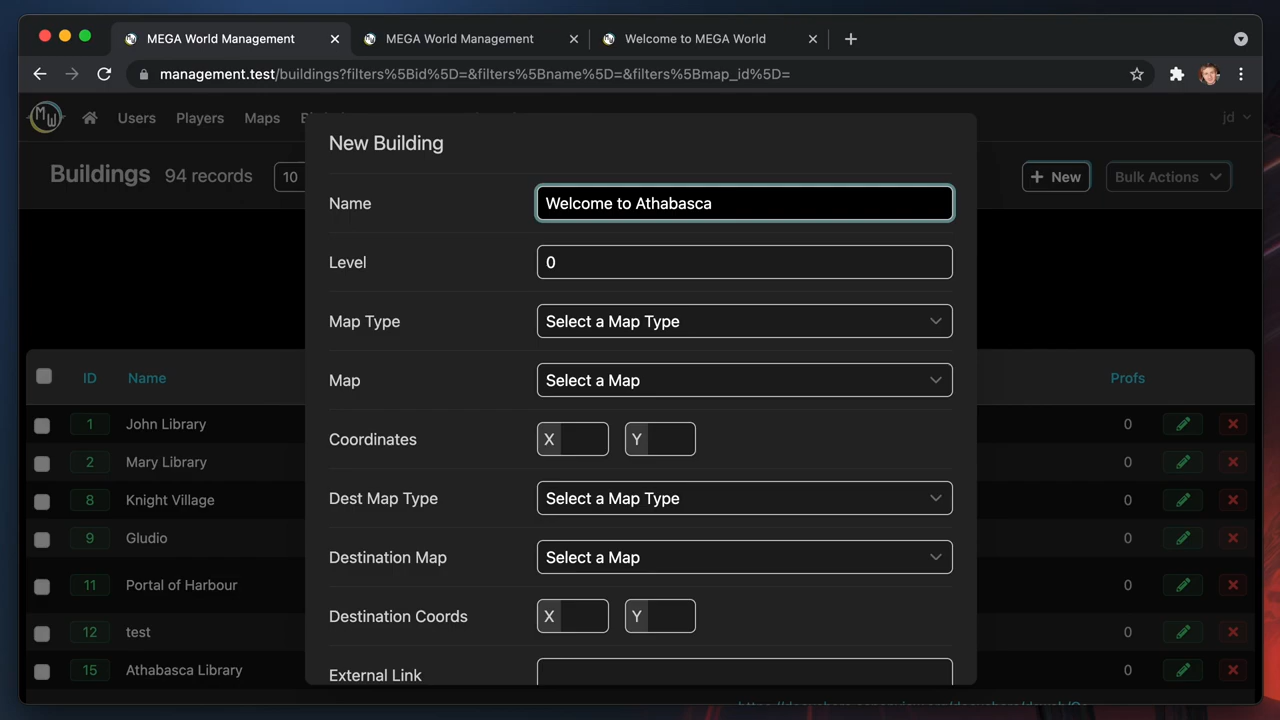 MEGA World Management
MEGA World Management
Welcome to MEGA World
management.test/buildings?filters%5Bid%5D=&filters%5Bname%5D=&filters%5Bmap_id%5D=
MW
Users
Players
Maps
jd
Buildings
94 records
10
+ New
Bulk Actions
New Building
Name
Welcome to Athabasca
Level
0
Map Type
Select a Map Type
Map
Select a Map
Coordinates
X
Y
Dest Map Type
Select a Map Type
Destination Map
Select a Map
Destination Coords
X
Y
External Link
ID
Name
Profs
1
John Library
0
2
Mary Library
0
8
Knight Village
0
9
Gludio
0
11
Portal of Harbour
0
12
test
0
15
Athabasca Library
0